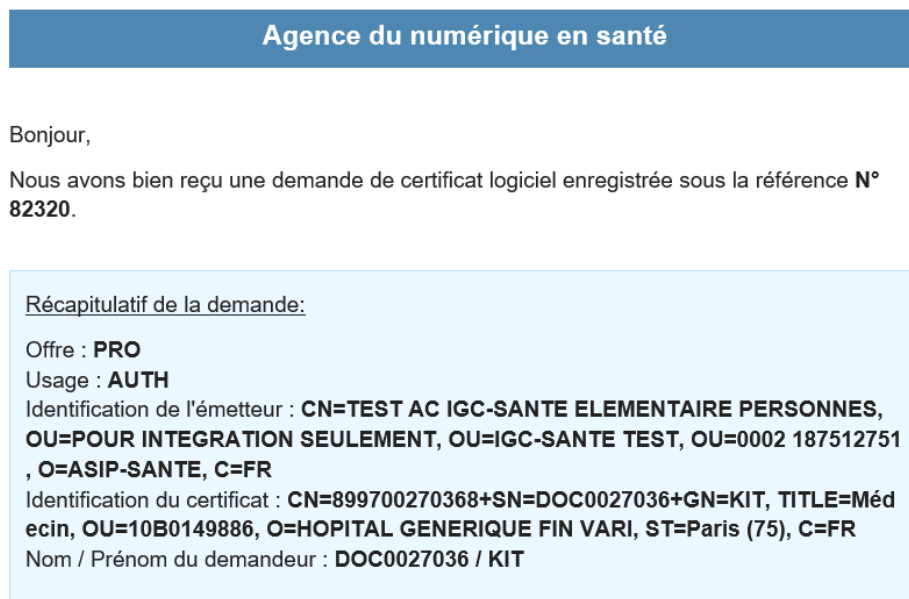 Agence du numérique en santé
Bonjour,
Nous avons bien reçu une demande de certificat logiciel enregistrée sous la référence N°
82320.
Récapitulatif de la demande:
Offre : PRO
Usage : AUTH
Identification de l'émetteur : CN=TEST AC IGC-SANTE ELEMENTAIRE PERSONNES,
OU=POUR INTEGRATION SEULEMENT, OU=IGC-SANTE TEST, OU=0002 187512751
, O=ASIP-SANTE, C=FR
Identification du certificat : CN=899700270368+SN=DOC0027036+GN=KIT, TITLE=Méd
ecin, OU=10B0149886, O=HOPITAL GENERIQUE FIN VARI, ST=Paris (75), C=FR
Nom / Prénom du demandeur : DOC0027036 / KIT